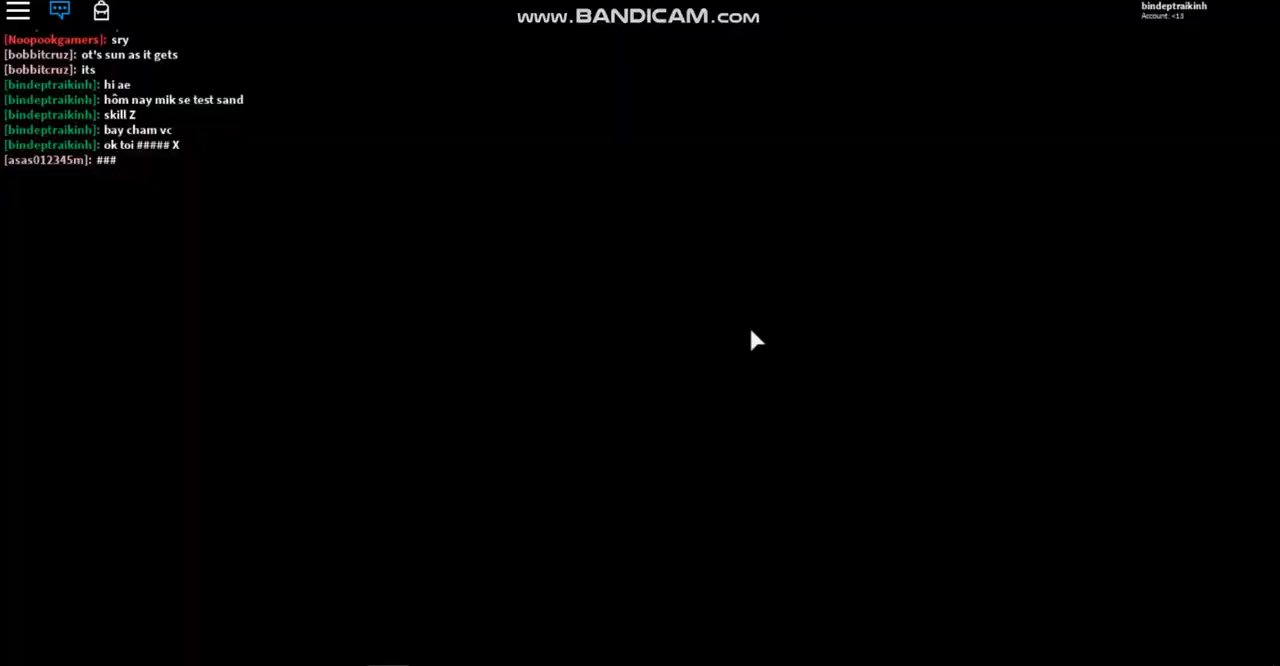 www.BANDICAM.com
bindeptraikinh
Account: <13
[Noopookgamers]: sry
[bobbitcruz]: ot's sun as it gets
[bobbitcruz]: its
[bindeptraikinh]: hi ae
[bindeptraikinh]: hôm nay mik se test sand
[bindeptraikinh]: skill Z
[bindeptraikinh]: bay cham vc
[bindeptraikinh]: ok toi ##### X
[asas012345m]: ###